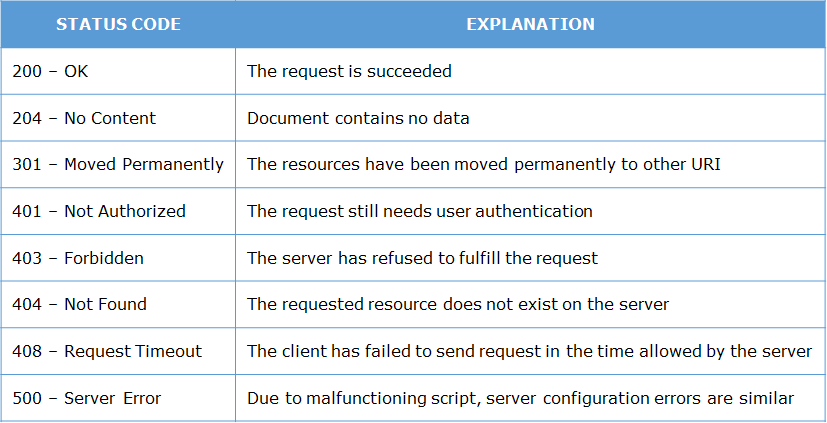 STATUS CODE EXPLANATION
200 – OK The request is succeeded
204 – No Content Document contains no data
301 – Moved Permanently The resources have been moved permanently to other URI
401 – Not Authorized The request still needs user authentication
403 – Forbidden The server has refused to fulfill the request
404 – Not Found The requested resource does not exist on the server
408 – Request Timeout The client has failed to send request in the time allowed by the server
500 – Server Error Due to malfunctioning script, server configuration errors are similar